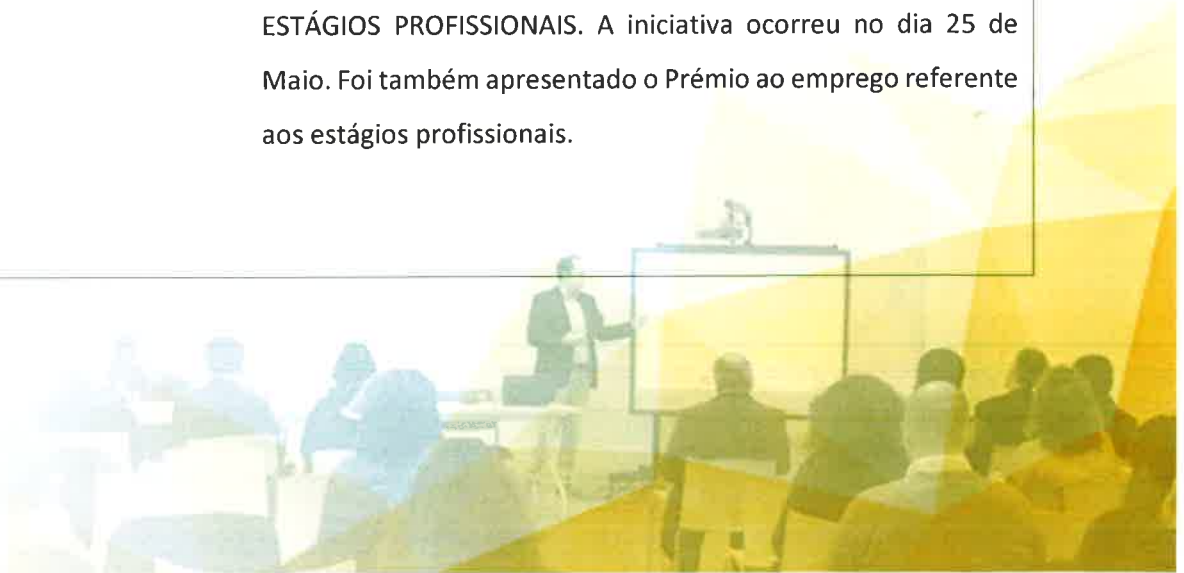 ESTÁGIOS PROFISSIONAIS. A iniciativa ocorreu no dia 25 de
Maio. Foi também apresentado o Prémio ao emprego referente
aos estágios profissionais.